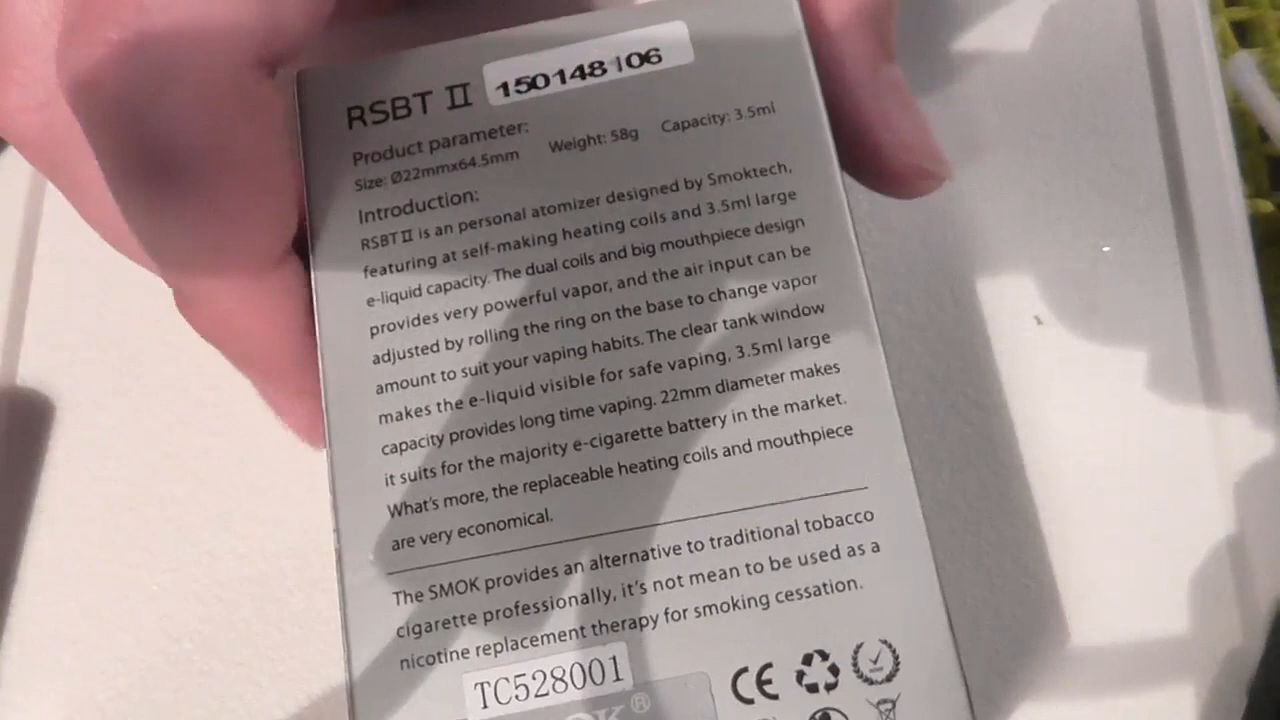 RSBT Ⅱ 150148106
Product parameter:
Size: Ø22mmx64.5mm Weight: 58g Capacity: 3.5ml
Introduction:
RSBTⅡ is an personal atomizer designed by Smoktech,
featuring at self-making heating coils and 3.5ml large
e-liquid capacity. The dual coils and big mouthpiece design
provides very powerful vapor, and the air input can be
adjusted by rolling the ring on the base to change vapor
amount to suit your vaping habits. The clear tank window
makes the e-liquid visible for safe vaping, 3.5ml large
capacity provides long time vaping. 22mm diameter makes
it suits for the majority e-cigarette battery in the market.
What's more, the replaceable heating coils and mouthpiece
are very economical.
The SMOK provides an alternative to traditional tobacco
cigarette professionally, it's not mean to be used as a
nicotine replacement therapy for smoking cessation.
TC528001
CE